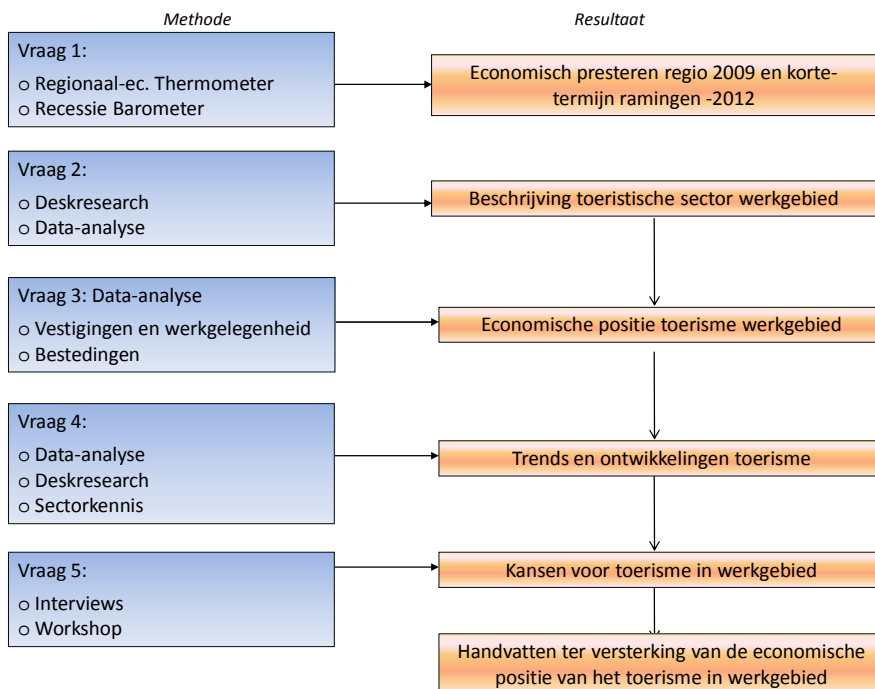 Methode
Resultaat
Vraag 1:
o Regionaal-ec. Thermometer
o Recessie Barometer
Economisch presteren regio 2009 en korte-
termijn ramingen -2012
Vraag 2:
o Deskresearch
o Data-analyse
Beschrijving toeristische sector werkgebied
Vraag 3: Data-analyse
o Vestigingen en werkgelegenheid
o Bestedingen
Economische positie toerisme werkgebied
Vraag 4:
o Data-analyse
o Deskresearch
o Sectorkennis
Trends en ontwikkelingen toerisme
Vraag 5:
o Interviews
o Workshop
Kansen voor toerisme in werkgebied
Handvatten ter versterking van de economische
positie van het toerisme in werkgebied